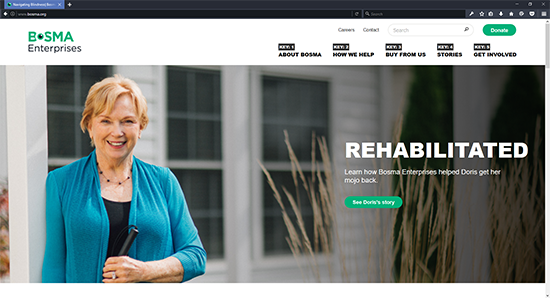 Navigating Blindness | Bosm
www.bosma.org
Search
Careers
Contact
Search
Donate
BOSMA
Enterprises
KEY: 1
KEY: 2
KEY: 3
KEY: 4
KEY: 5
ABOUT BOSMA
HOW WE HELP
BUY FROM US
STORIES
GET INVOLVED
REHABILITATED
Learn how Bosma Enterprises helped Doris get her
mojo back.
See Doris's story